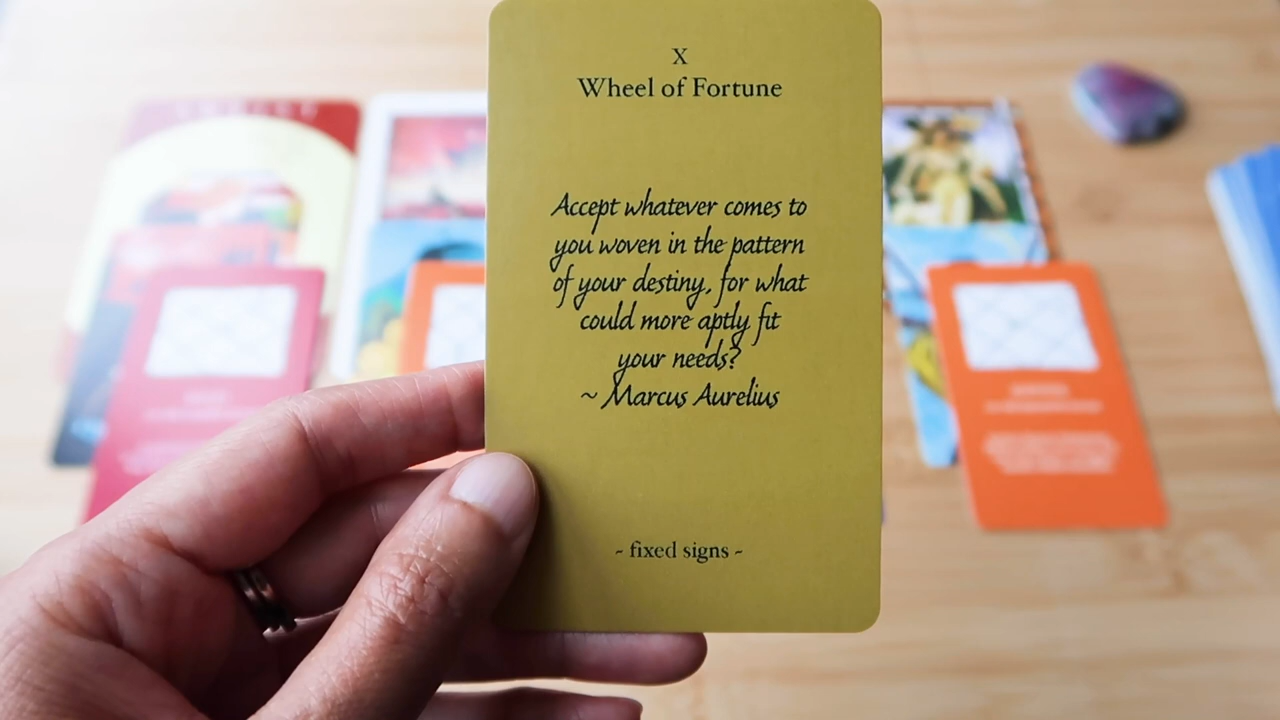 X
Wheel of Fortune
Accept whatever comes to
you woven in the pattern
of your destiny, for what
could more aptly fit
your needs?
~ Marcus Aurelius
- fixed signs -